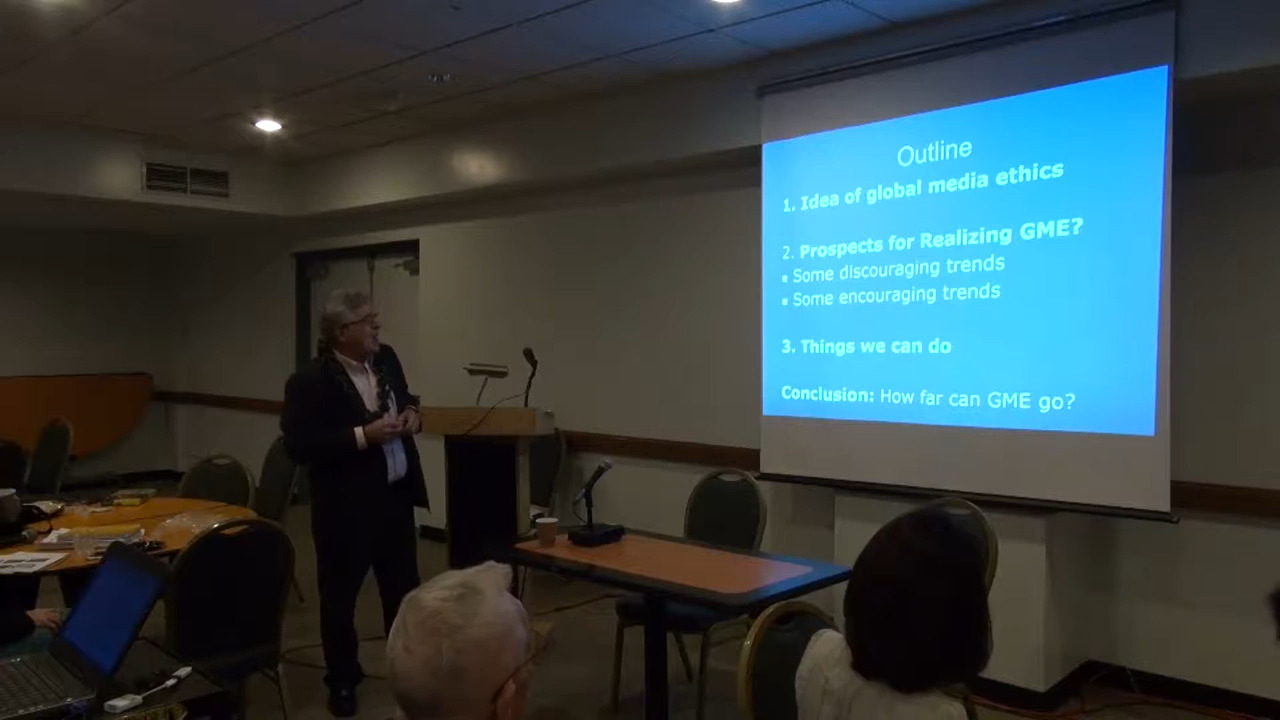 Outline
1. Idea of global media ethics
2. Prospects for Realizing GME?
▪ Some discouraging trends
▪ Some encouraging trends
3. Things we can do
Conclusion: How far can GME go?